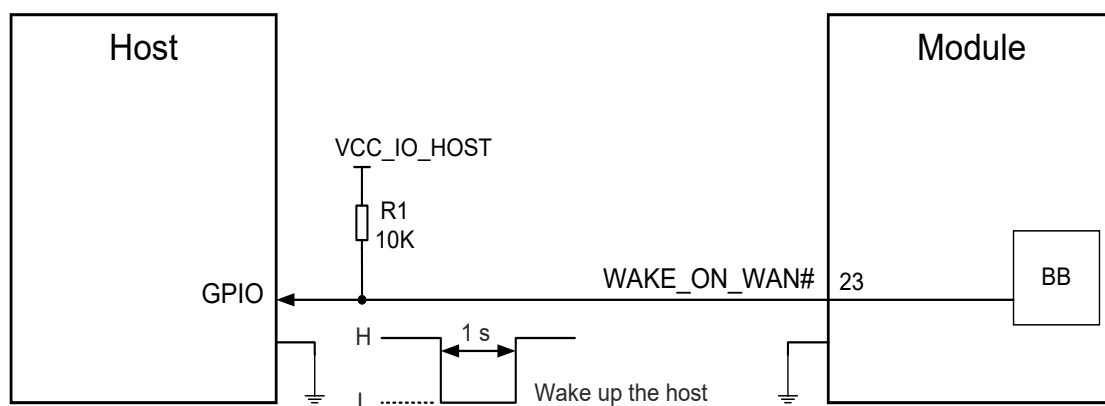 Host
Module
VCC_IO_HOST
R1
10K
GPIO
WAKE_ON_WAN#
23
BB
H
1 s
L
Wake up the host